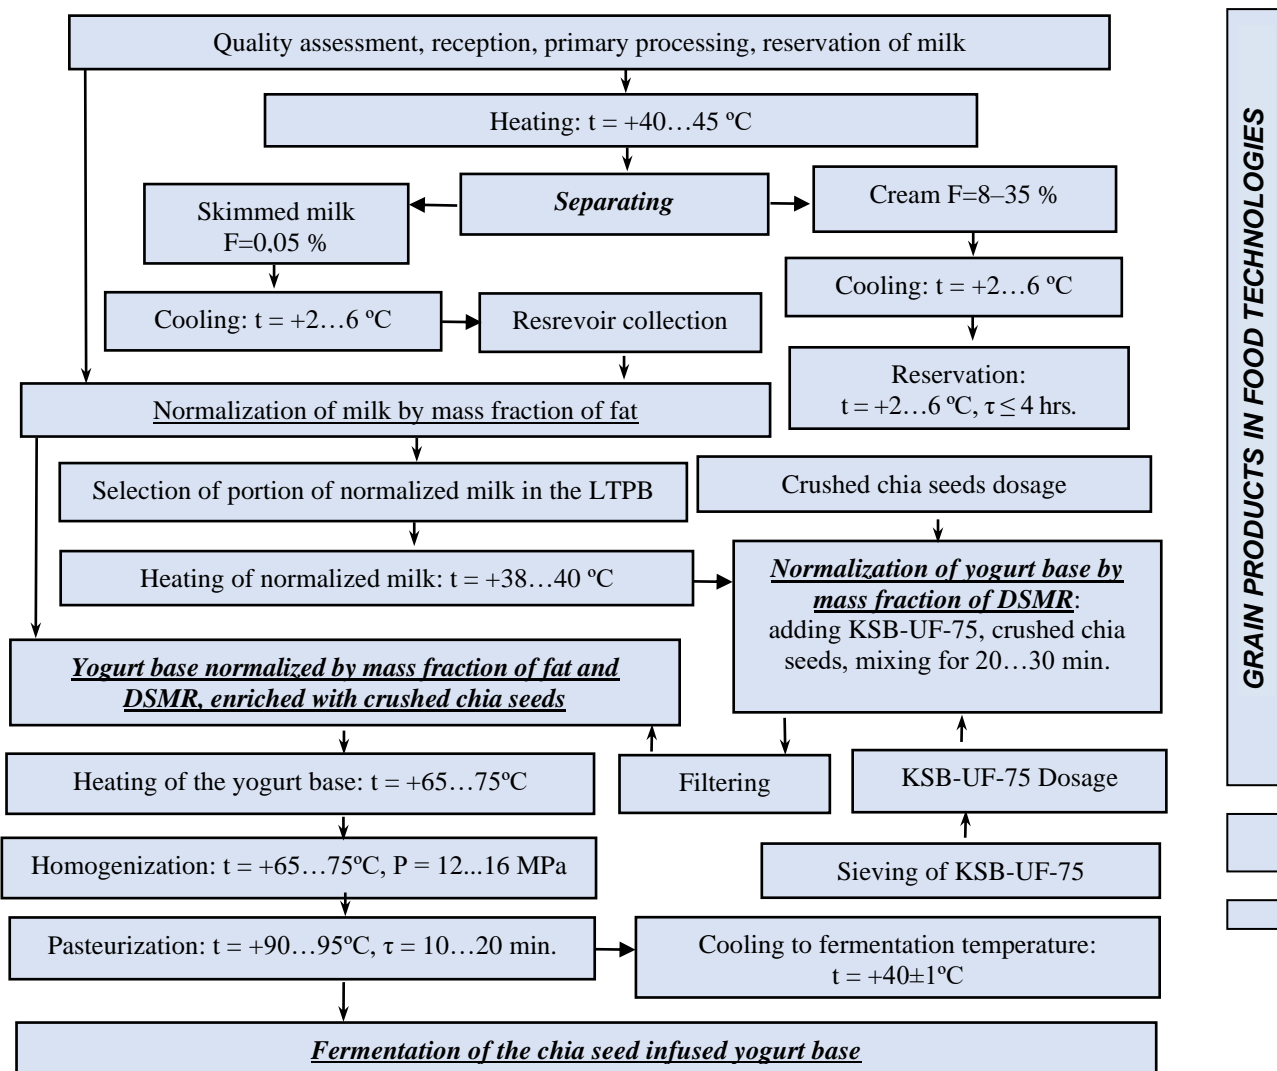 Quality assessment, reception, primary processing, reservation of milk
Heating: t = +40…45 ºC
Separating
Skimmed milk
F=0,05 %
Cream F=8–35 %
Cooling: t = +2…6 ºC
Resrevoir collection
Cooling: t = +2…6 ºC
Reservation:
t = +2…6 ºC, τ ≤ 4 hrs.
Normalization of milk by mass fraction of fat
Selection of portion of normalized milk in the LTPB
Crushed chia seeds dosage
Heating of normalized milk: t = +38…40 ºC
Normalization of yogurt base by
mass fraction of DSMR:
adding KSB-UF-75, crushed chia
seeds, mixing for 20…30 min.
Yogurt base normalized by mass fraction of fat and
DSMR, enriched with crushed chia seeds
Heating of the yogurt base: t = +65…75ºC
Filtering
KSB-UF-75 Dosage
Homogenization: t = +65…75ºC, P = 12...16 MPa
Sieving of KSB-UF-75
Pasteurization: t = +90…95ºC, τ = 10…20 min.
Cooling to fermentation temperature:
t = +40±1ºC
Fermentation of the chia seed infused yogurt base
GRAIN PRODUCTS IN FOOD TECHNOLOGIES